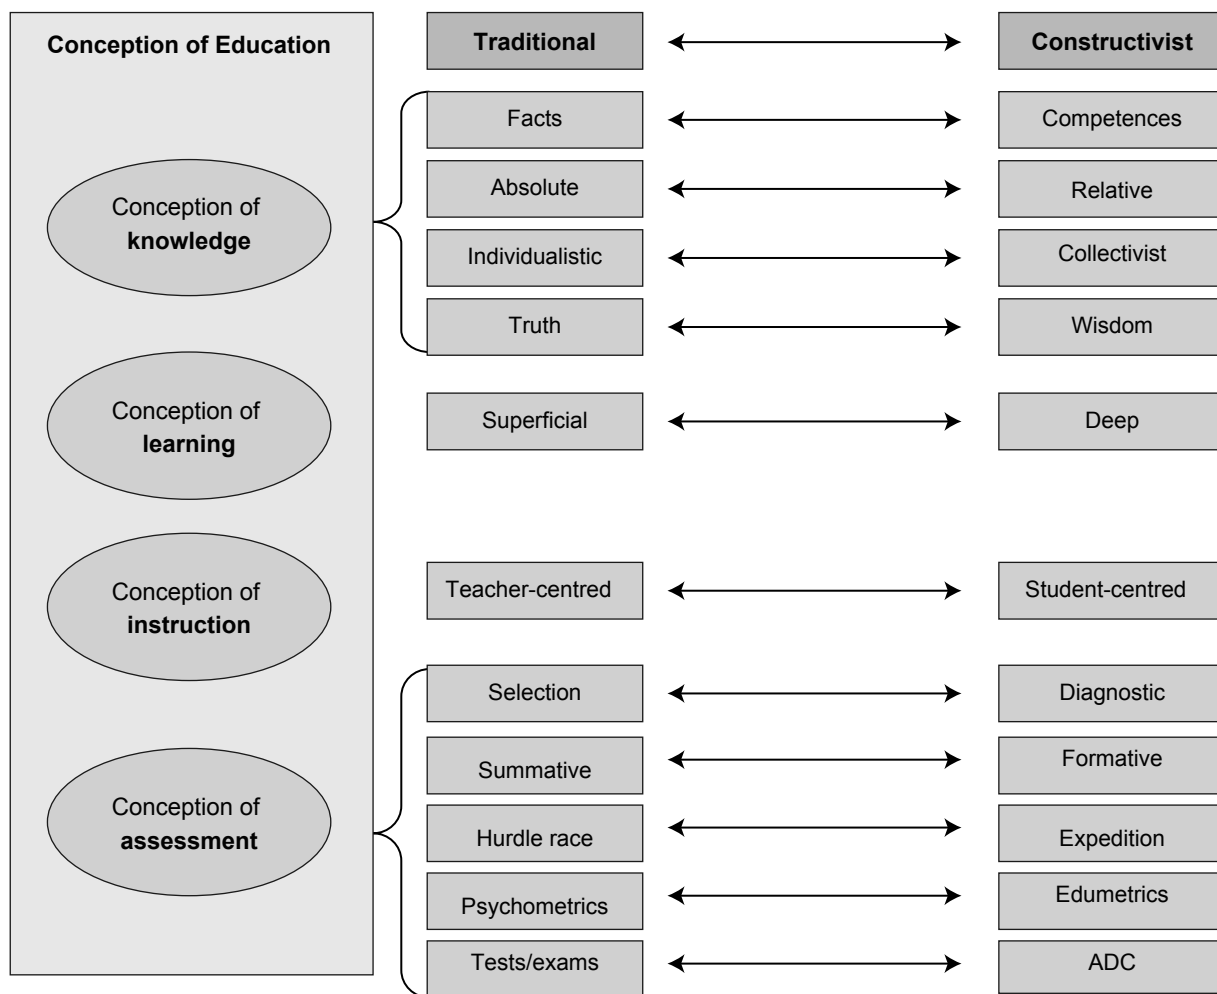 Conception of Education
Traditional
Constructivist
Facts
Competences
Absolute
Relative
Conception of
knowledge
Individualistic
Collectivist
Truth
Wisdom
Conception of
learning
Superficial
Deep
Conception of
instruction
Teacher-centred
Student-centred
Selection
Diagnostic
Summative
Formative
Conception of
assessment
Hurdle race
Expedition
Psychometrics
Edumetrics
Tests/exams
ADC